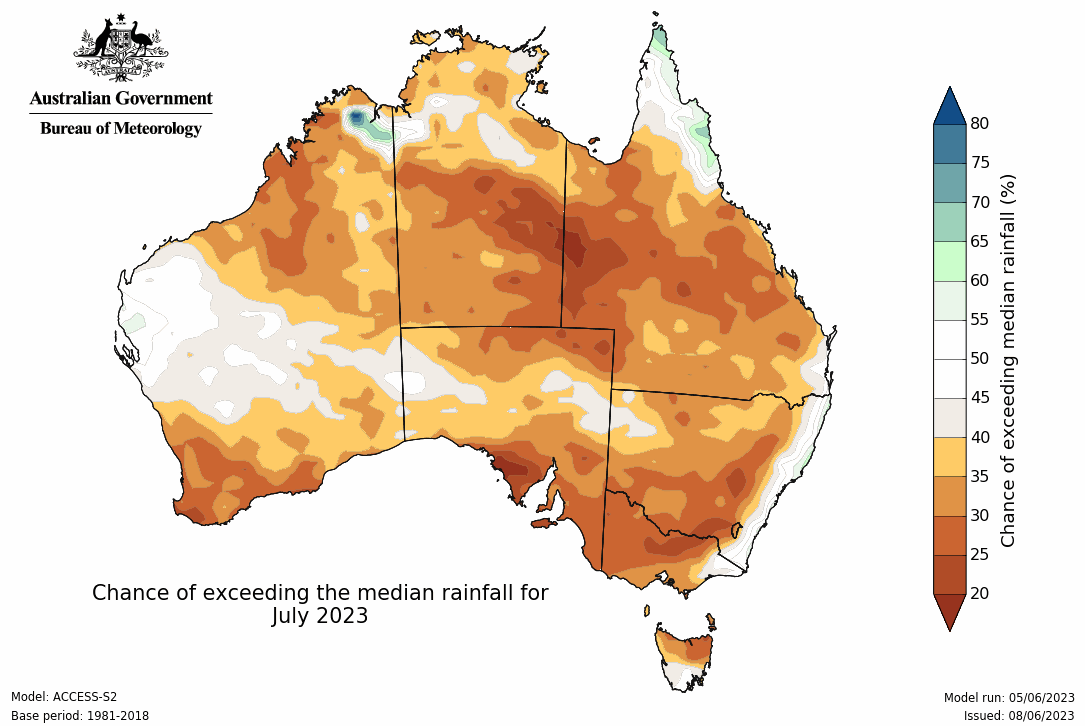 Australian Government
Bureau of Meteorology
80
75
70
65
60
55
50
45
40
35
30
25
20
Chance of exceeding median rainfall (%)
Chance of exceeding the median rainfall for
July 2023
Model: ACCESS-S2
Base period: 1981-2018
Model run: 05/06/2023
Issued: 08/06/2023